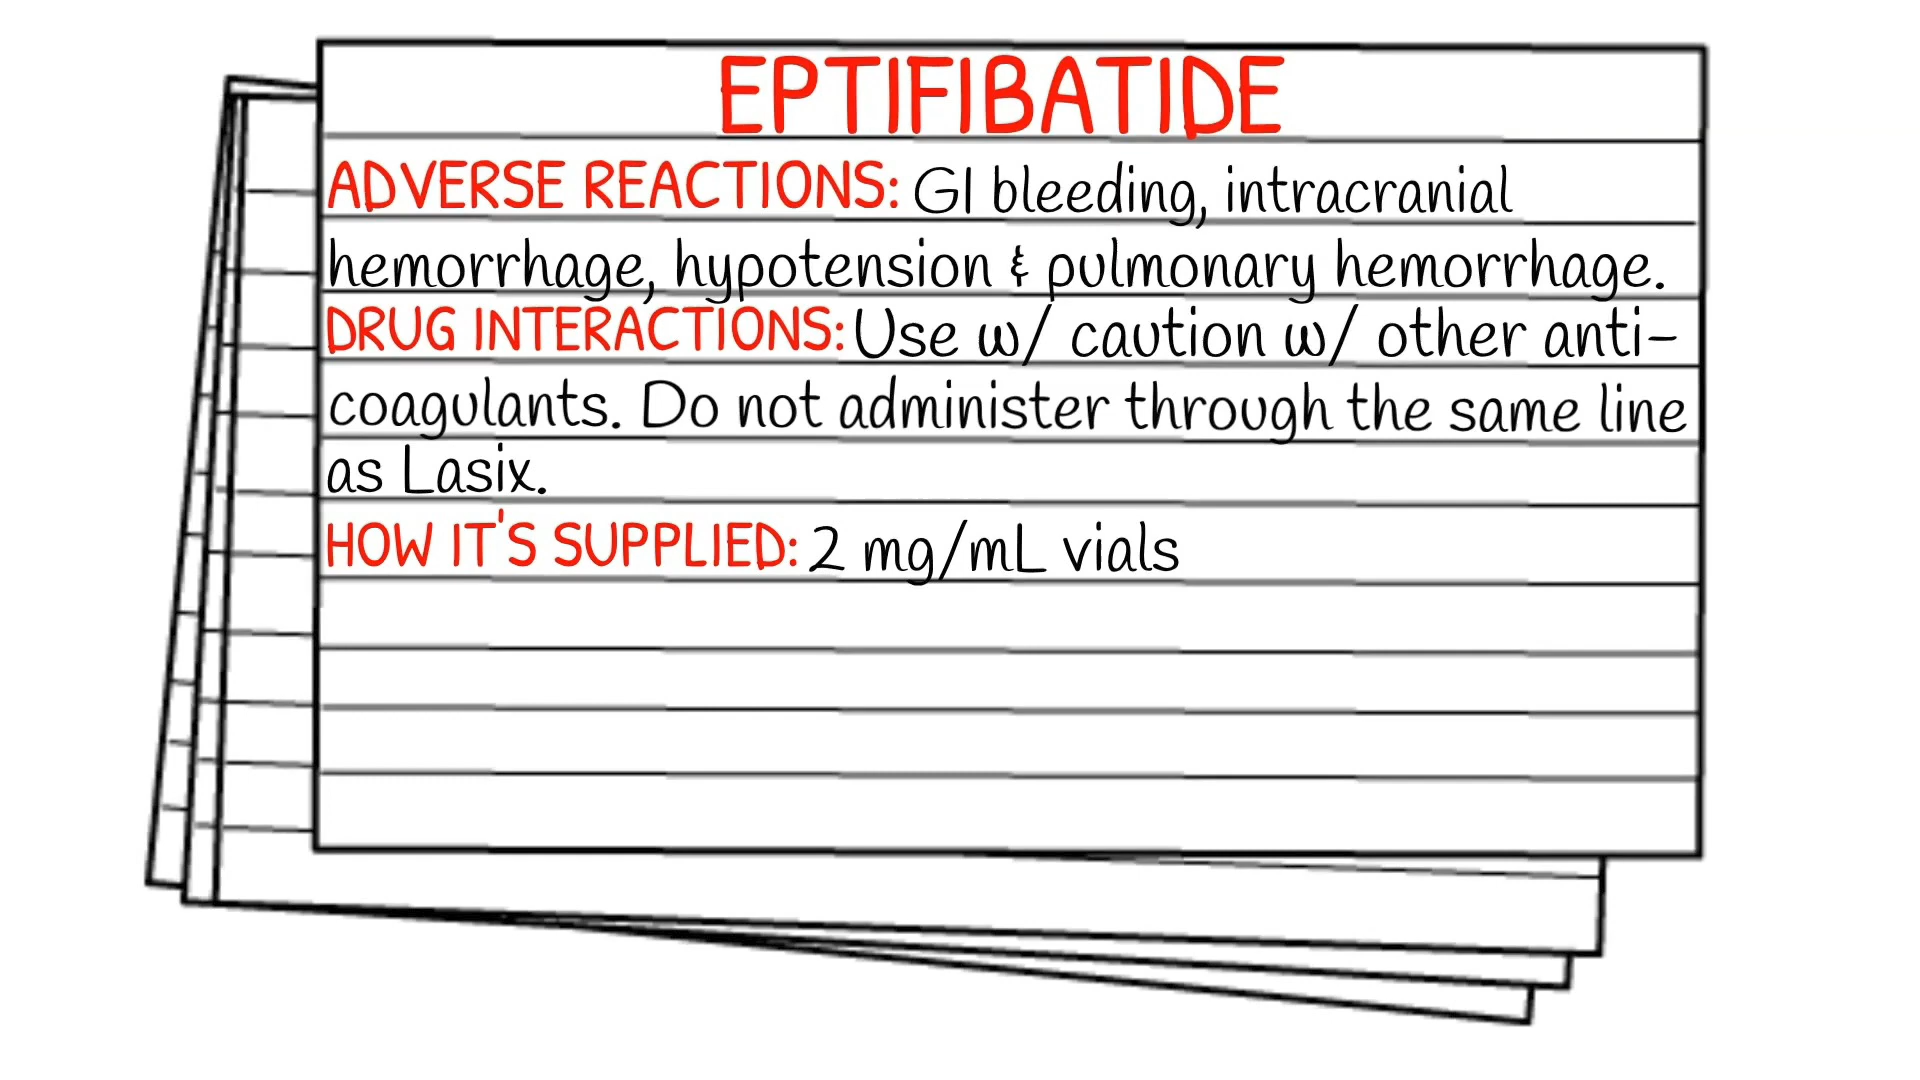 EPTIFIBATIDE
ADVERSE REACTIONS: GI bleeding, intracranial
hemorrhage, hypotension & pulmonary hemorrhage.
DRUG INTERACTIONS: Use w/ caution w/ other anti-
coagulants. Do not administer through the same line
as Lasix.
HOW IT'S SUPPLIED: 2 mg/mL vials